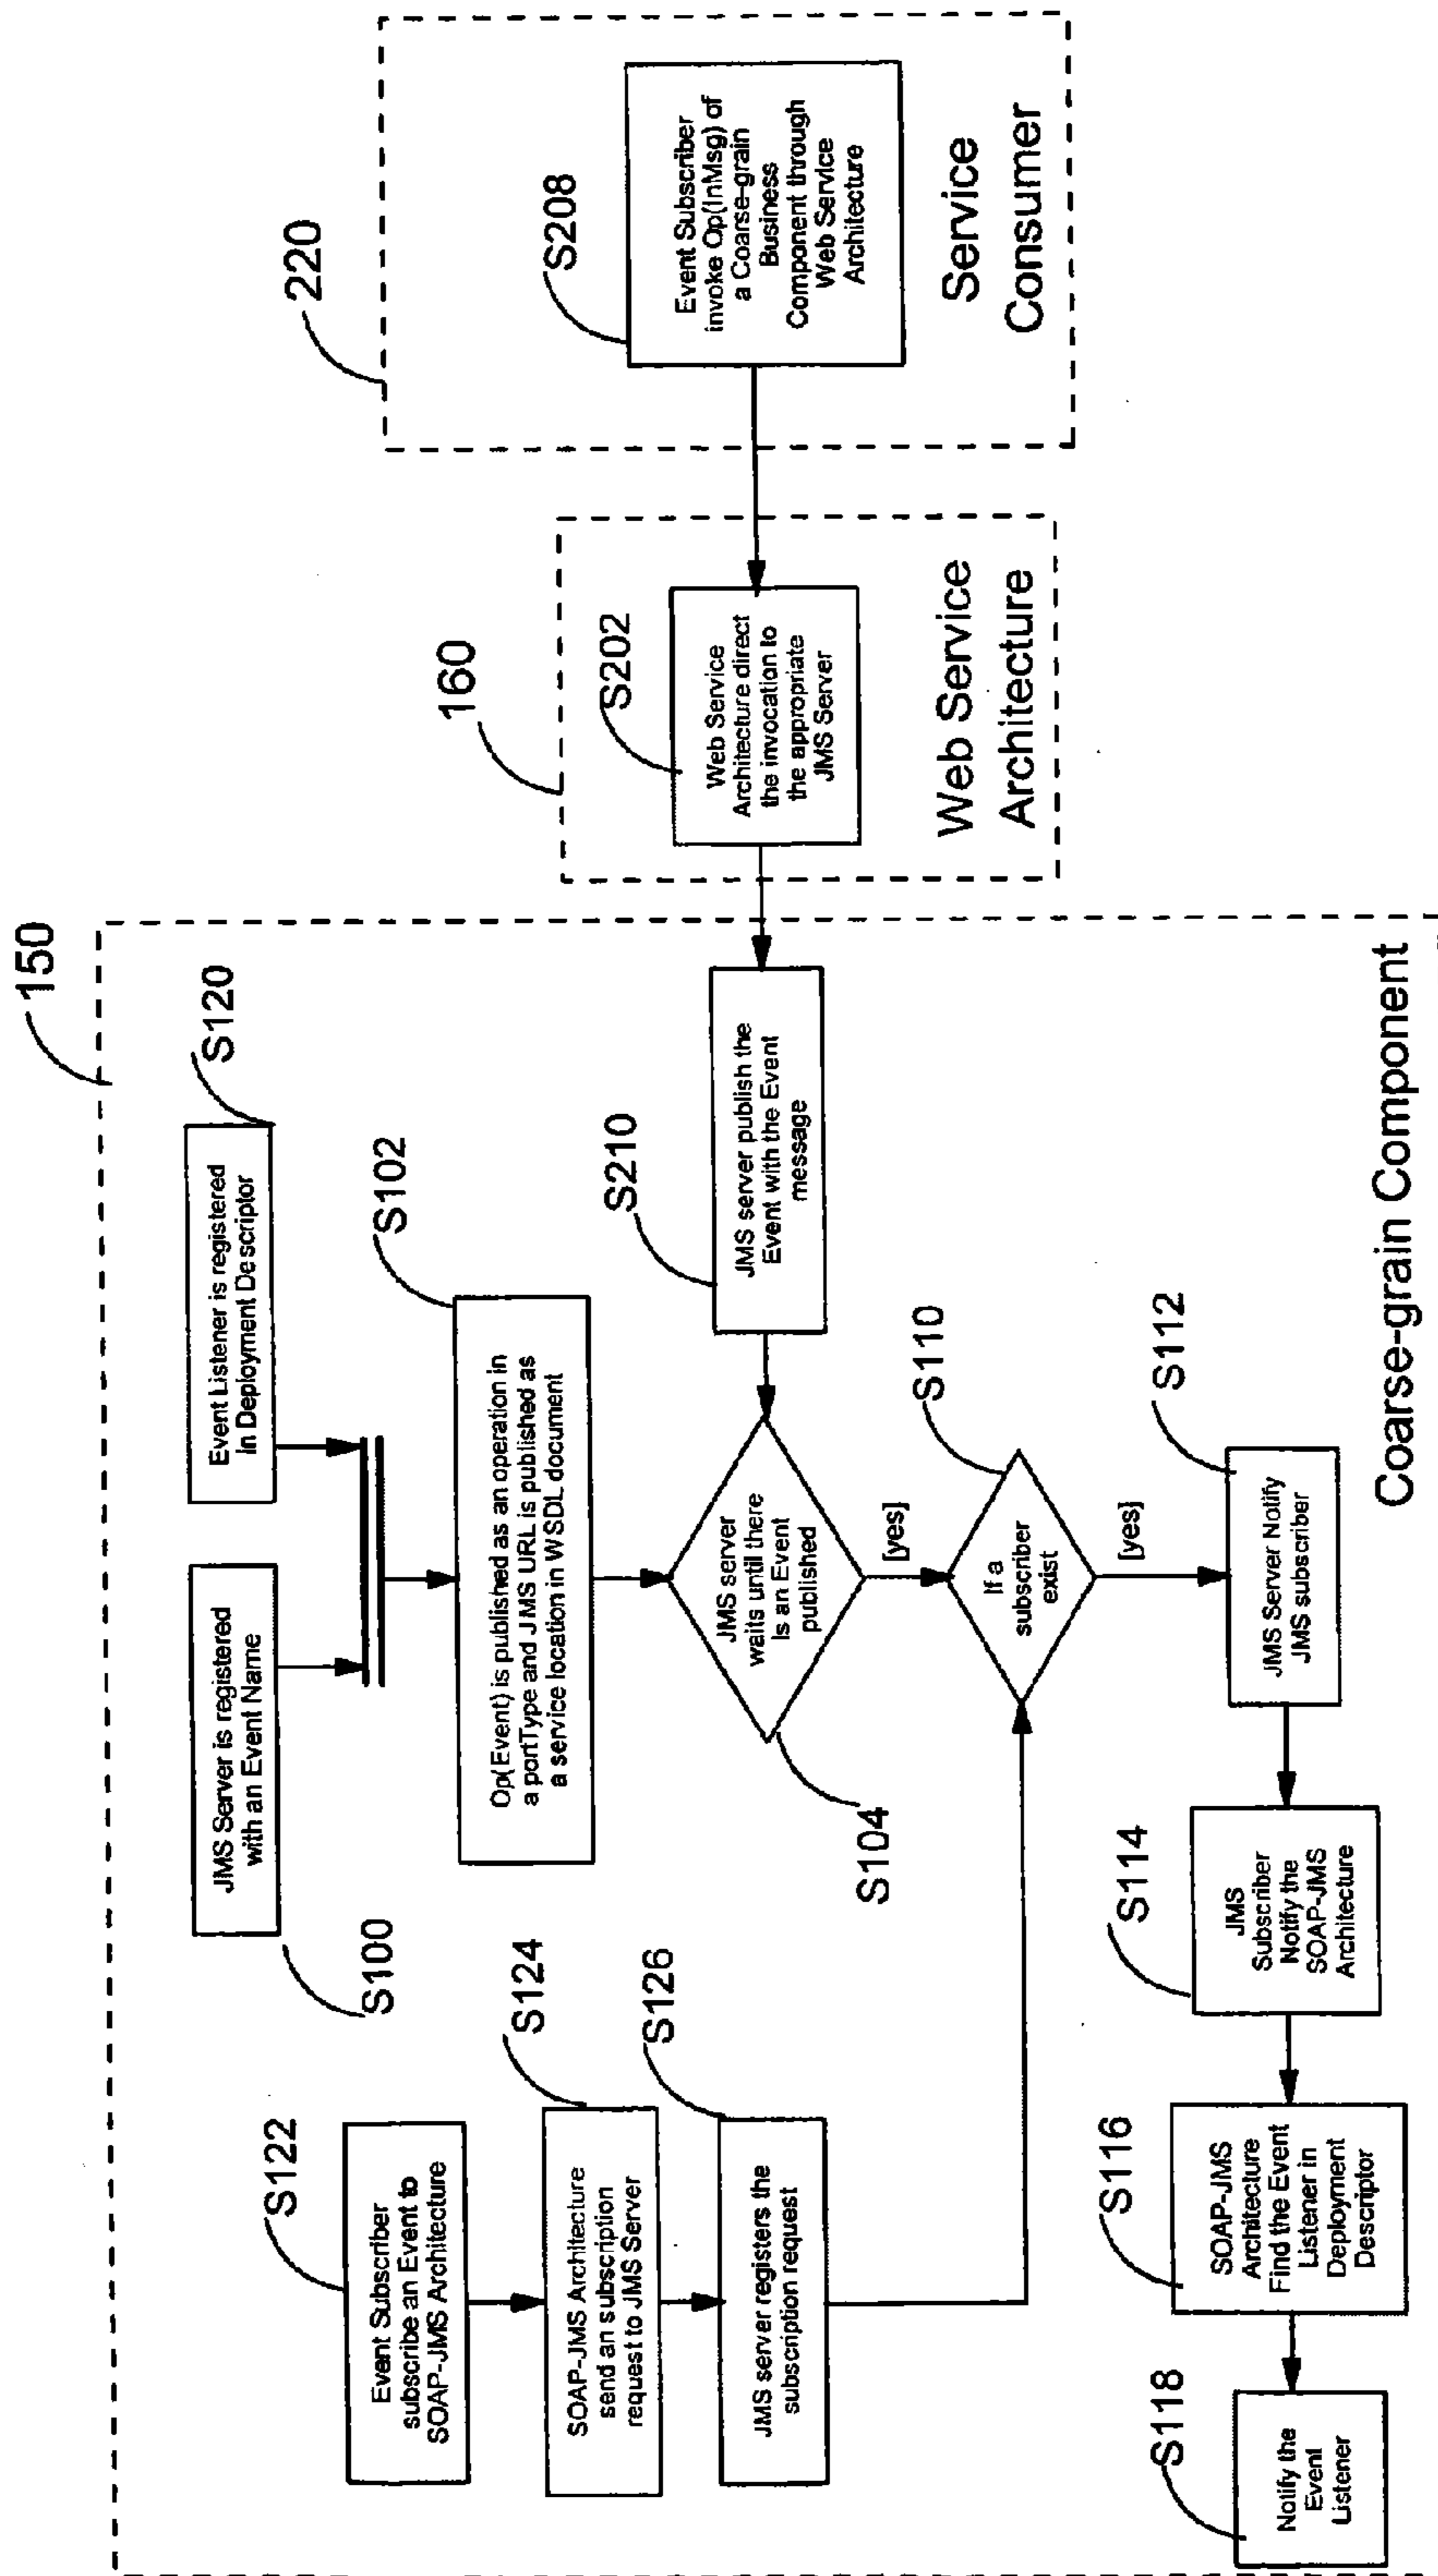 150
S100
JMS Server is registered
with an Event Name
S120
Event Listener is registered
In Deployment Descriptor
S122
Event Subscriber
subscribe an Event to
SOAP-JMS Architecture
S102
Op(Event) is published as an operation in
a portType and JMS URL is published as
a service location in WSDL document
S124
SOAP-JMS Architecture
send an subscription
request to JMS Server
S126
JMS server registers the
subscription request
S104
JMS server
waits until there
Is an Event
published
[yes]
S210
JMS server publish the
Event with the Event
message
S110
If a
subscriber
exist
[yes]
S112
JMS Server Notify
JMS subscriber
S114
JMS
Subscriber
Notify the
SOAP-JMS
Architecture
S116
SOAP-JMS
Architecture
Find the Event
Listener in
Deployment
Descriptor
S118
Notify the
Event
Listener
Coarse-grain Component
160
S202
Web Service
Architecture direct
the invocation to
the appropriate
JMS Server
Web Service
Architecture
220
S208
Event Subscriber
invoke Op(InMsg) of
a Coarse-grain
Business
Component through
Web Service
Architecture
Service
Consumer